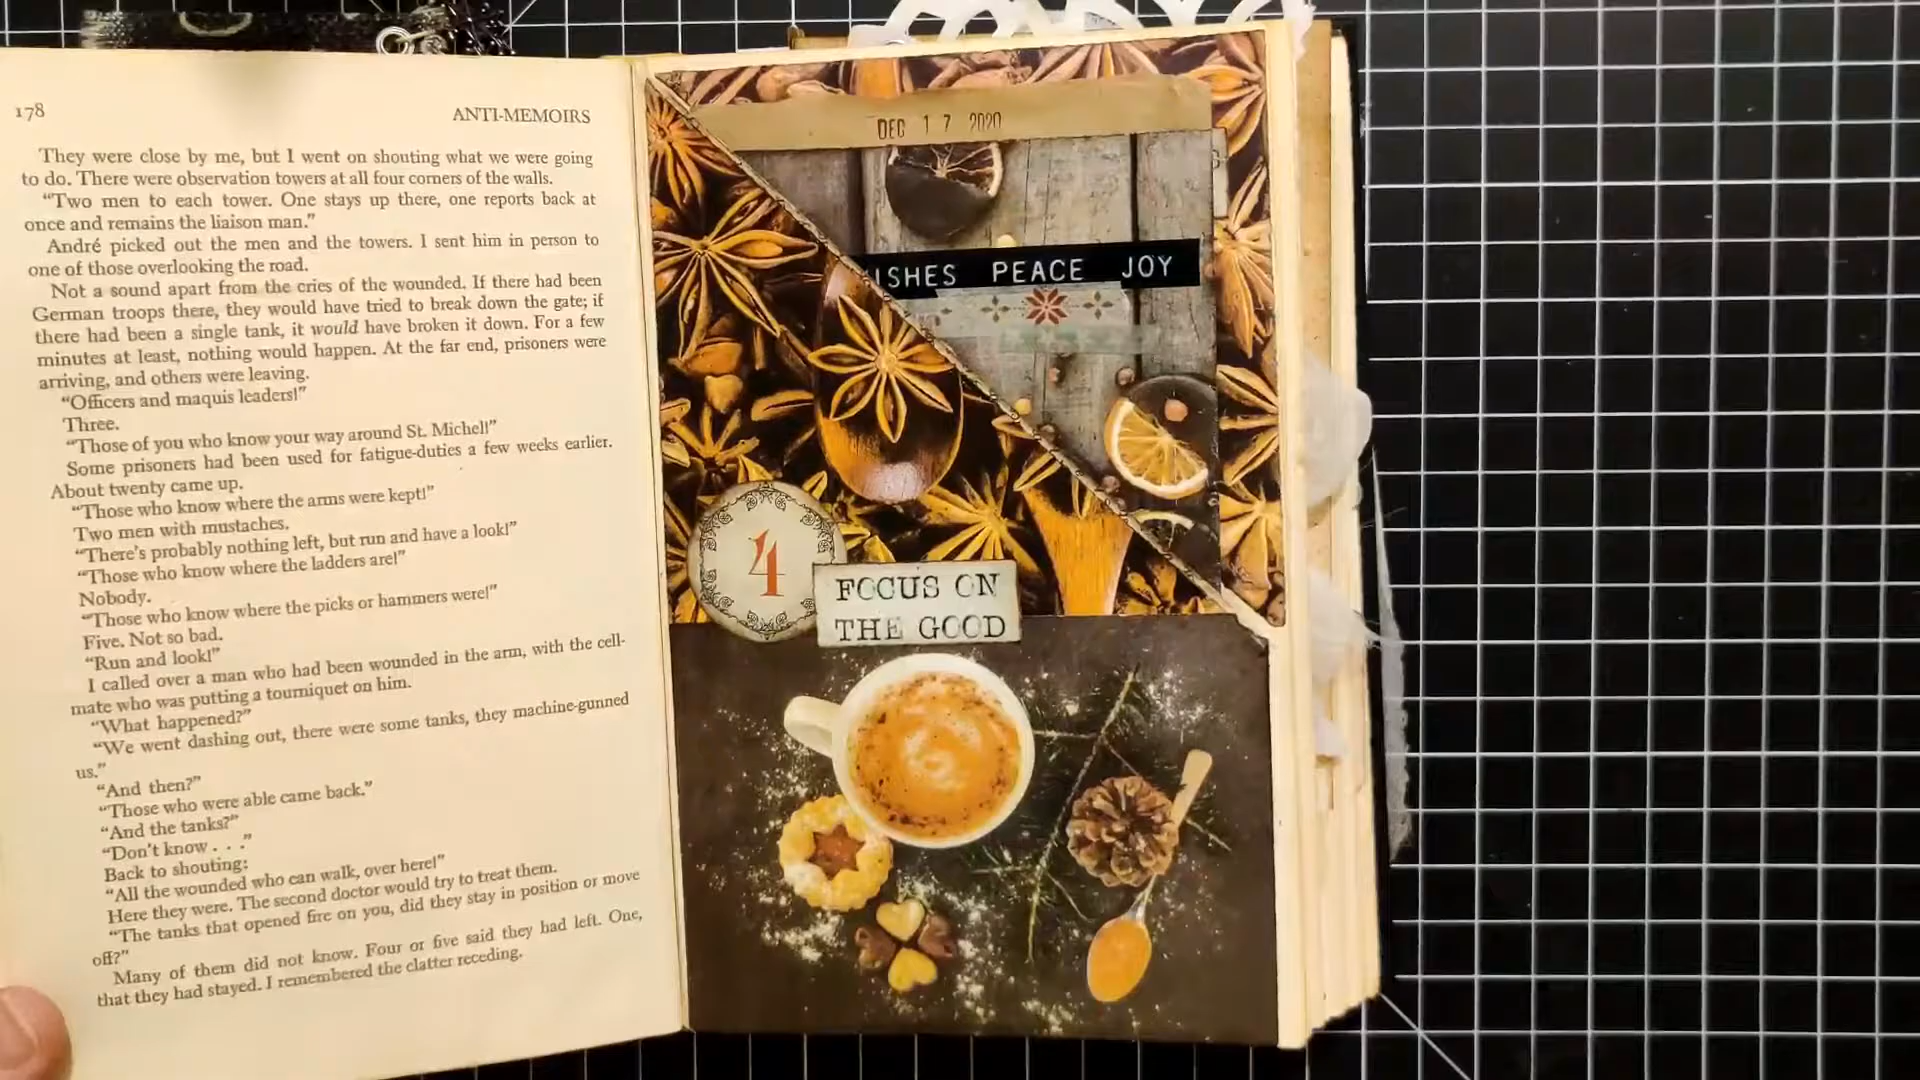 178
ANTI-MEMOIRS
They were close by me, but I went on shouting what we were going
to do. There were observation towers at all four corners of the walls.
“Two men to each tower. One stays up there, one reports back at
once and remains the liaison man.”
André picked out the men and the towers. I sent him in person to
one of those overlooking the road.
Not a sound apart from the cries of the wounded. If there had been
German troops there, they would have tried to break down the gate; if
there had been a single tank, it would have broken it down. For a few
minutes at least, nothing would happen. At the far end, prisoners were
arriving, and others were leaving.
“Officers and maquis leaders!”
Three.
“Those of you who know your way around St. Michel!”
Some prisoners had been used for fatigue-duties a few weeks earlier.
About twenty came up.
“Those who know where the arms were kept!”
Two men with mustaches.
“There's probably nothing left, but run and have a look!”
“Those who know where the ladders are!”
Nobody.
“Those who know where the picks or hammers were!”
Five. Not so bad.
“Run and look!”
I called over a man who had been wounded in the arm, with the cell-
mate who was putting a tourniquet on him.
“What happened?”
“We went dashing out, there were some tanks, they machine-gunned
us.”
“And then?”
“Those who were able came back.”
“And the tanks?”
“Don't know . . .”
Back to shouting:
“All the wounded who can walk, over here!”
Here they were. The second doctor would try to treat them.
“The tanks that opened fire on you, did they stay in position or move
off?”
Many of them did not know. Four or five said they had left. One,
that they had stayed. I remembered the clatter receding.
DEC 17 2020
ISHES PEACE JOY
4
FOCUS ON
THE GOOD